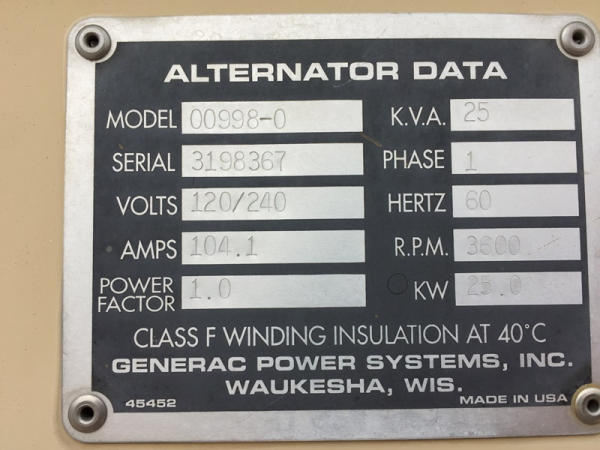 ALTERNATOR DATA
MODEL 00998-0 K.V.A. 25
SERIAL 3198367 PHASE 1
VOLTS 120/240 HERTZ 60
AMPS 104.1 R.P.M. 3600
POWER FACTOR 1.0 KW 25.0
CLASS F WINDING INSULATION AT 40°C
GENERAC POWER SYSTEMS, INC.
WAUKESHA, WIS.
45452 MADE IN USA